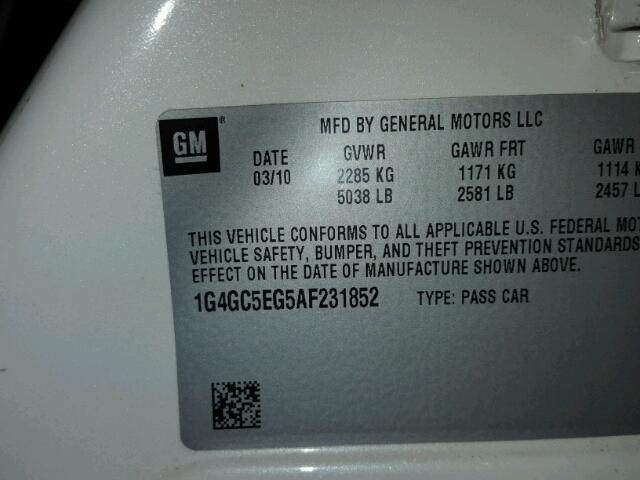 GM ® MFD BY GENERAL MOTORS LLC
DATE GVWR GAWR FRT GAWR
03/10 2285 KG 1171 KG 1114 K
5038 LB 2581 LB 2457 L
THIS VEHICLE CONFORMS TO ALL APPLICABLE U.S. FEDERAL MOT
VEHICLE SAFETY, BUMPER, AND THEFT PREVENTION STANDARDS
EFFECT ON THE DATE OF MANUFACTURE SHOWN ABOVE.
1G4GC5EG5AF231852 TYPE: PASS CAR